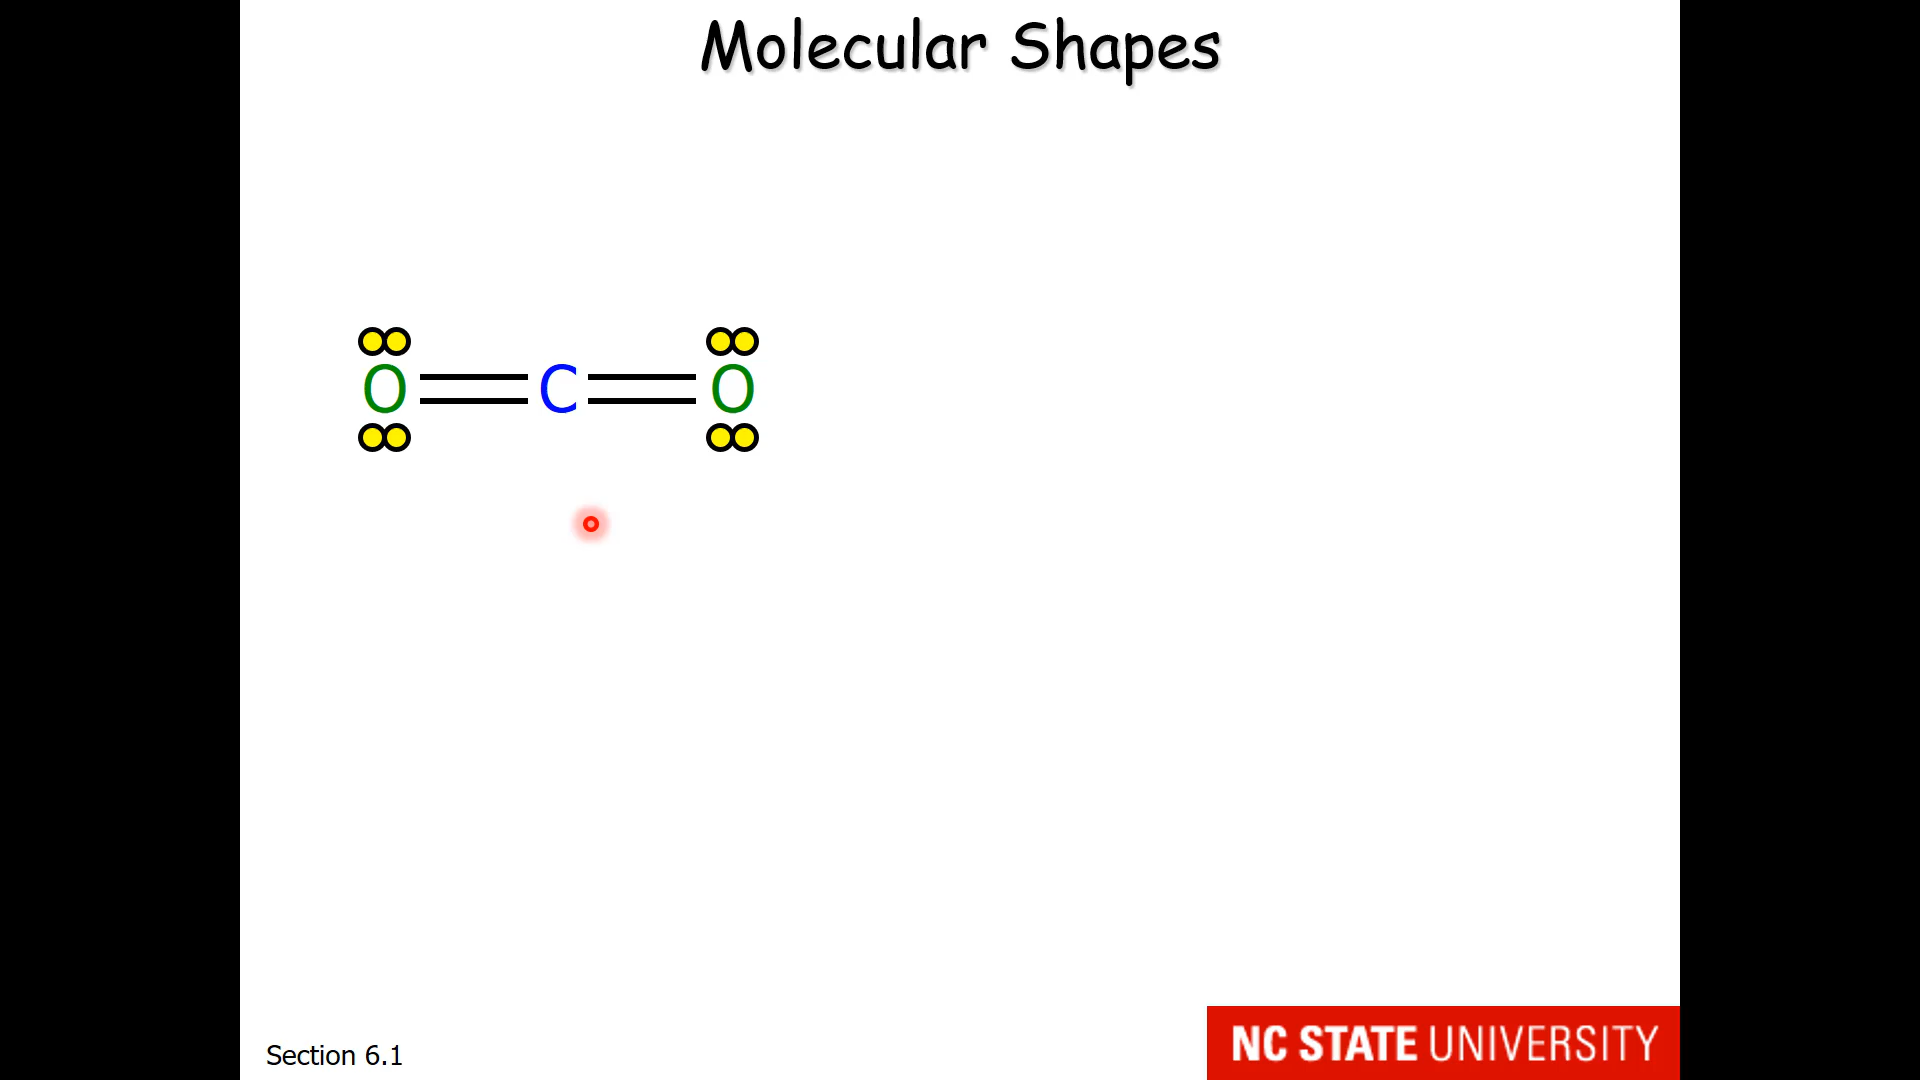 Molecular Shapes
O C O
Section 6.1
NC STATE UNIVERSITY